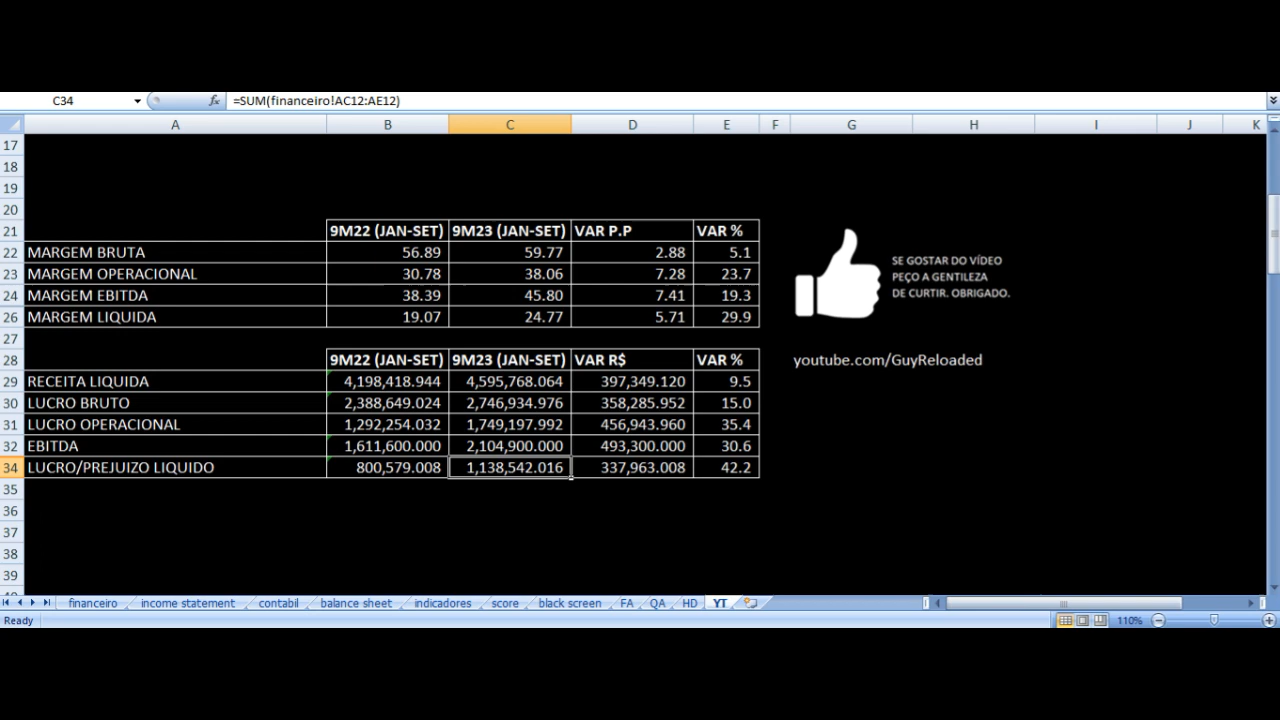 C34 fx =SUM(financeiro!AC12:AE12)
A B C D E F G H I J K
17
18
19
20
21 9M22 (JAN-SET) 9M23 (JAN-SET) VAR P.P VAR %
22 MARGEM BRUTA 56.89 59.77 2.88 5.1
23 MARGEM OPERACIONAL 30.78 38.06 7.28 23.7
24 MARGEM EBITDA 38.39 45.80 7.41 19.3
26 MARGEM LIQUIDA 19.07 24.77 5.71 29.9
SE GOSTAR DO VÍDEO
PEÇO A GENTILEZA
DE CURTIR. OBRIGADO.
27
28 9M22 (JAN-SET) 9M23 (JAN-SET) VAR R$ VAR % youtube.com/GuyReloaded
29 RECEITA LIQUIDA 4,198,418.944 4,595,768.064 397,349.120 9.5
30 LUCRO BRUTO 2,388,649.024 2,746,934.976 358,285.952 15.0
31 LUCRO OPERACIONAL 1,292,254.032 1,749,197.992 456,943.960 35.4
32 EBITDA 1,611,600.000 2,104,900.000 493,300.000 30.6
34 LUCRO/PREJUIZO LIQUIDO 800,579.008 1,138,542.016 337,963.008 42.2
35
36
37
38
39
financeiro income statement contabil balance sheet indicadores score black screen FA QA HD YT
Ready 110%